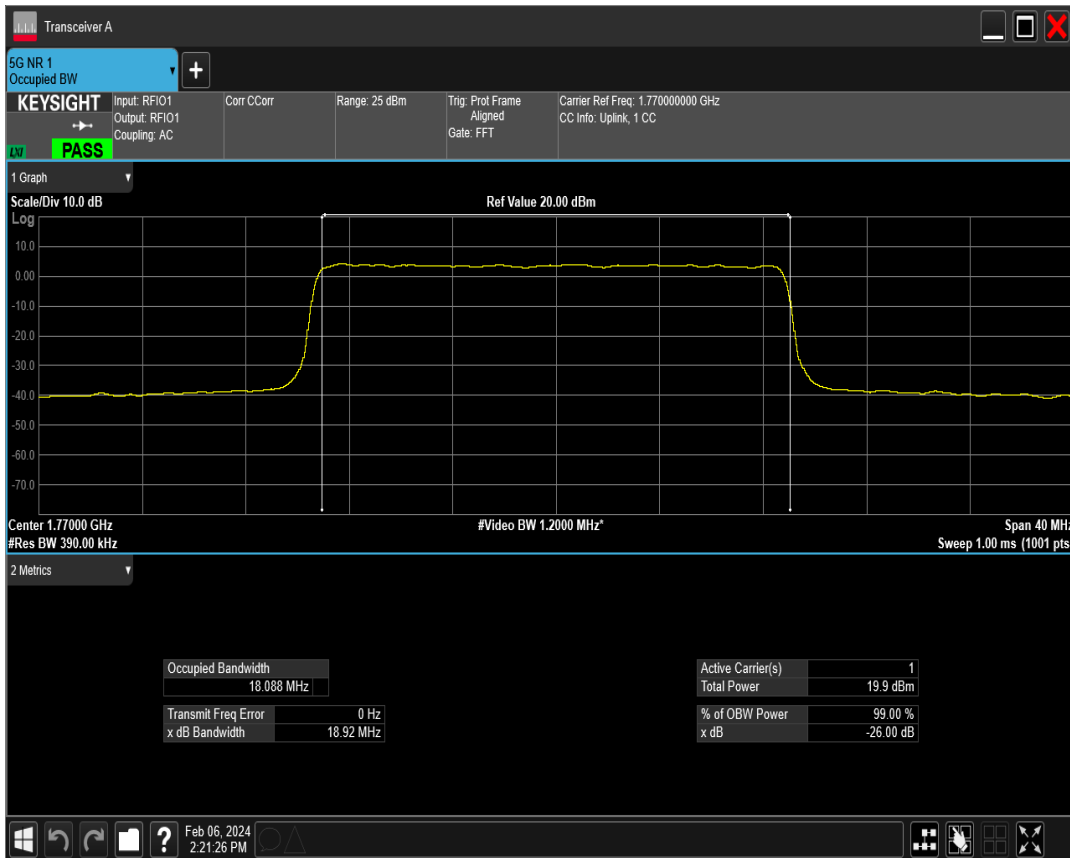 Transceiver A
5G NR 1
Occupied BW
+
KEYSIGHT
LXI
PASS
Input: RFIO1
Output: RFIO1
Coupling: AC
Corr CCorr
Range: 25 dBm
Trig: Prot Frame
Aligned
Gate: FFT
Carrier Ref Freq: 1.770000000 GHz
CC Info: Uplink, 1 CC
1 Graph
Scale/Div 10.0 dB
Ref Value 20.00 dBm
Log
10.0
0.00
-10.0
-20.0
-30.0
-40.0
-50.0
-60.0
-70.0
Center 1.77000 GHz
#Video BW 1.2000 MHz*
Span 40 MHz
#Res BW 390.00 kHz
Sweep 1.00 ms (1001 pts
2 Metrics
Occupied Bandwidth
18.088 MHz
Transmit Freq Error 0 Hz
x dB Bandwidth 18.92 MHz
Active Carrier(s) 1
Total Power 19.9 dBm
% of OBW Power 99.00 %
x dB -26.00 dB
?
Feb 06, 2024
2:21:26 PM